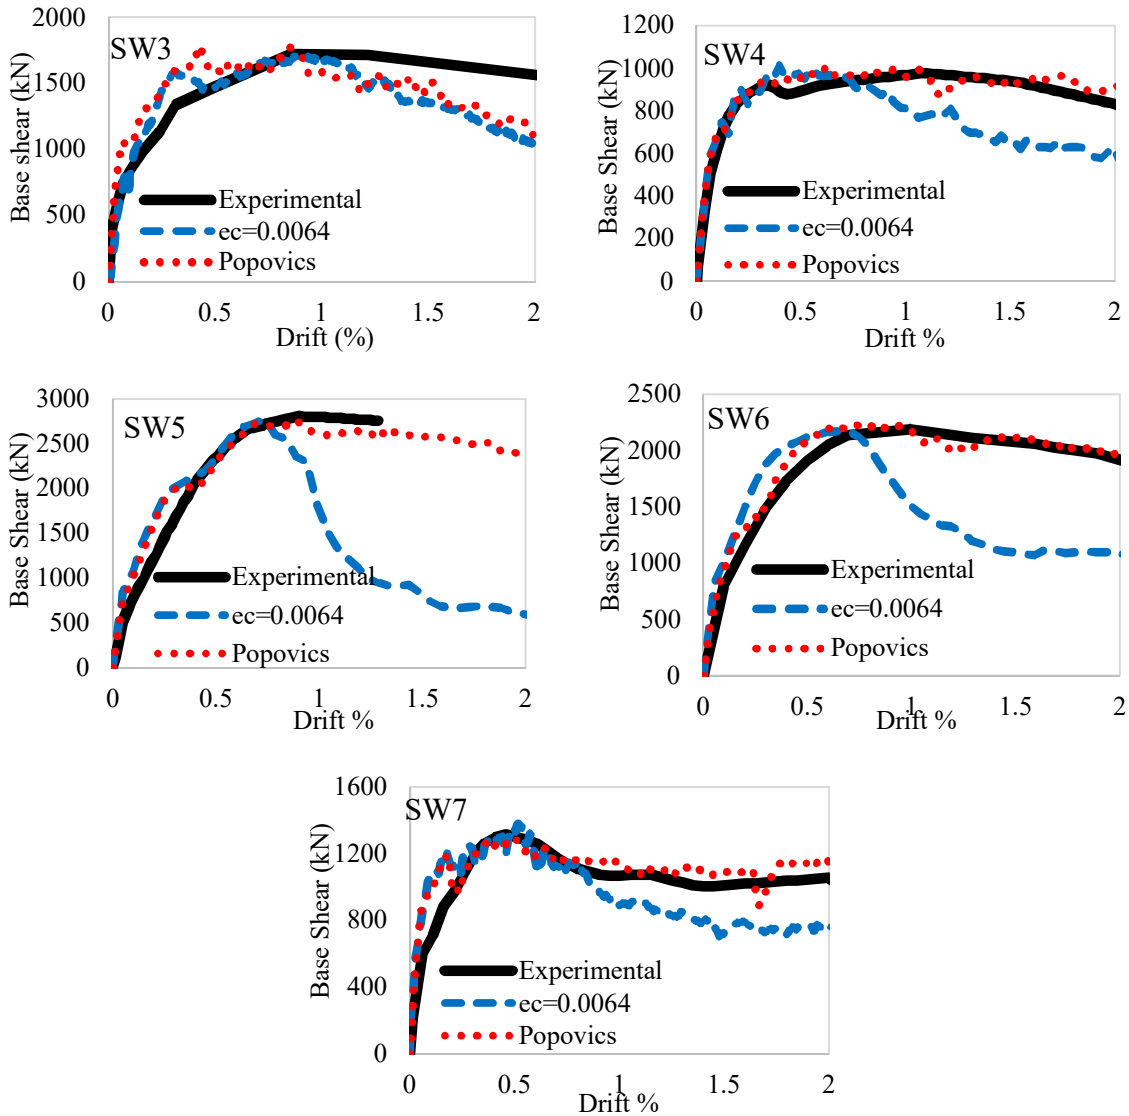 SW3
Base shear (kN)
2000
1500
1000
500
0
Experimental
ec=0.0064
Popovics
0 0.5 1 1.5 2
Drift (%)
SW4
Base Shear (kN)
1200
1000
800
600
400
200
0
Experimental
ec=0.0064
Popovics
0 0.5 1 1.5 2
Drift %
SW5
Base Shear (kN)
3000
2500
2000
1500
1000
500
0
Experimental
ec=0.0064
Popovics
0 0.5 1 1.5 2
Drift %
SW6
Base Shear (kN)
2500
2000
1500
1000
500
0
Experimental
ec=0.0064
Popovics
0 0.5 1 1.5 2
Drift %
SW7
Base Shear (kN)
1600
1200
800
400
0
Experimental
ec=0.0064
Popovics
0 0.5 1 1.5 2
Drift %